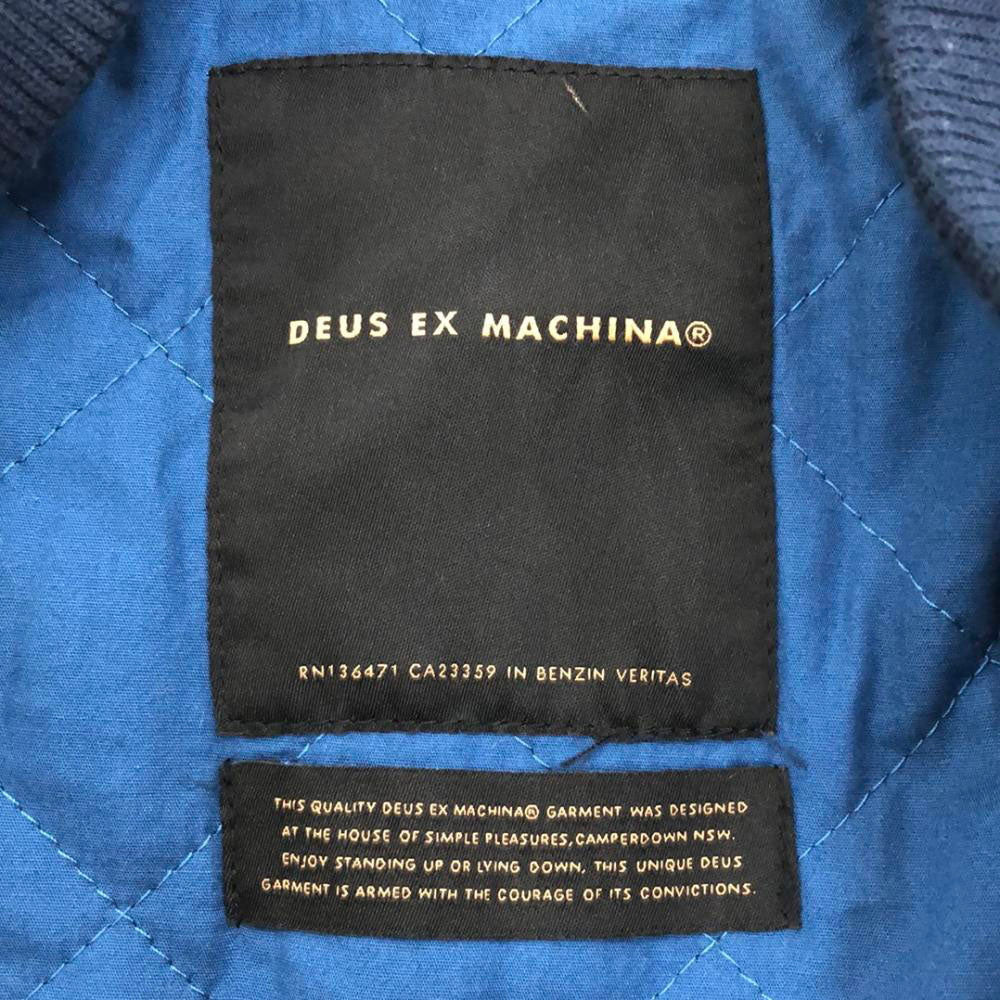 DEUS EX MACHINA®
RN136471 CA23359 IN BENZIN VERITAS
THIS QUALITY DEUS EX MACHINA® GARMENT WAS DESIGNED
AT THE HOUSE OF SIMPLE PLEASURES,CAMPERDOWN NSW.
ENJOY STANDING UP OR LYING DOWN, THIS UNIQUE DEUS
GARMENT IS ARMED WITH THE COURAGE OF ITS CONVICTIONS.